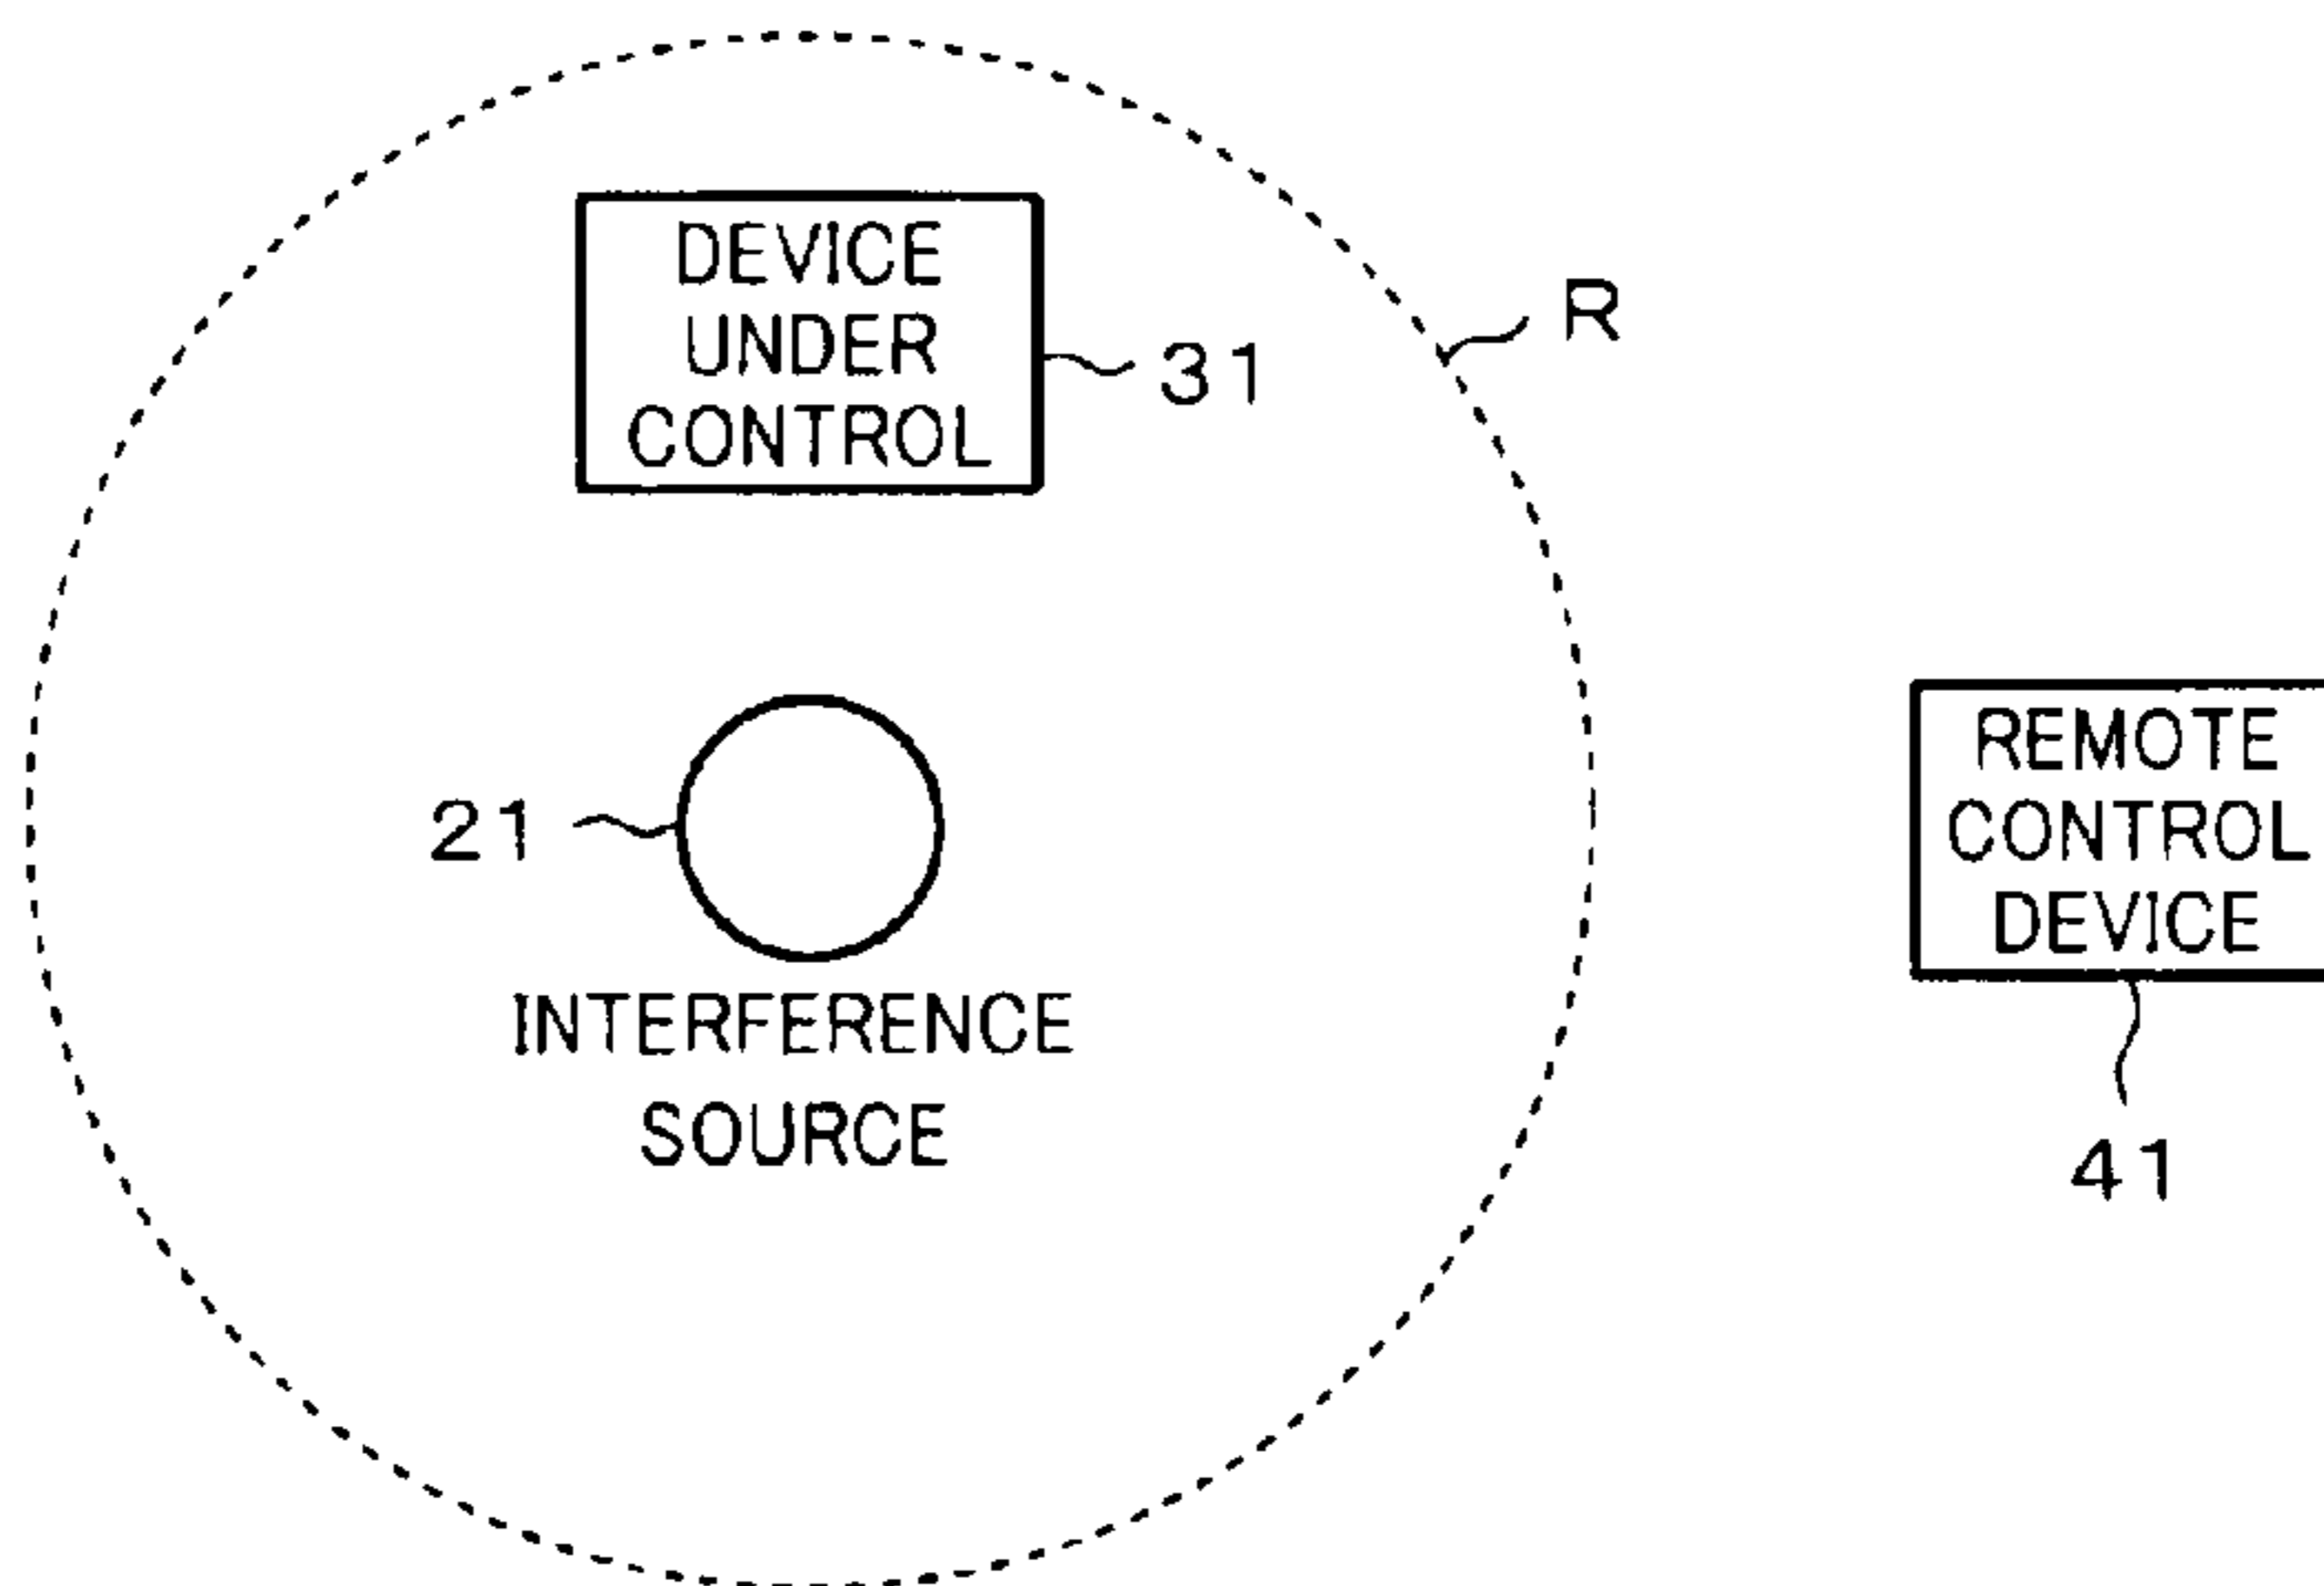 DEVICE
UNDER
CONTROL
31
R
21
INTERFERENCE
SOURCE
REMOTE
CONTROL
DEVICE
41